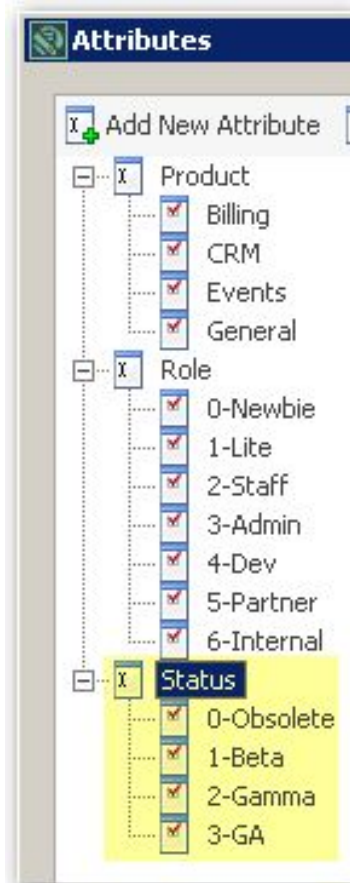 Attributes
Add New Attribute
Product
Billing
CRM
Events
General
Role
0-Newbie
1-Lite
2-Staff
3-Admin
4-Dev
5-Partner
6-Internal
Status
0-Obsolete
1-Beta
2-Gamma
3-GA